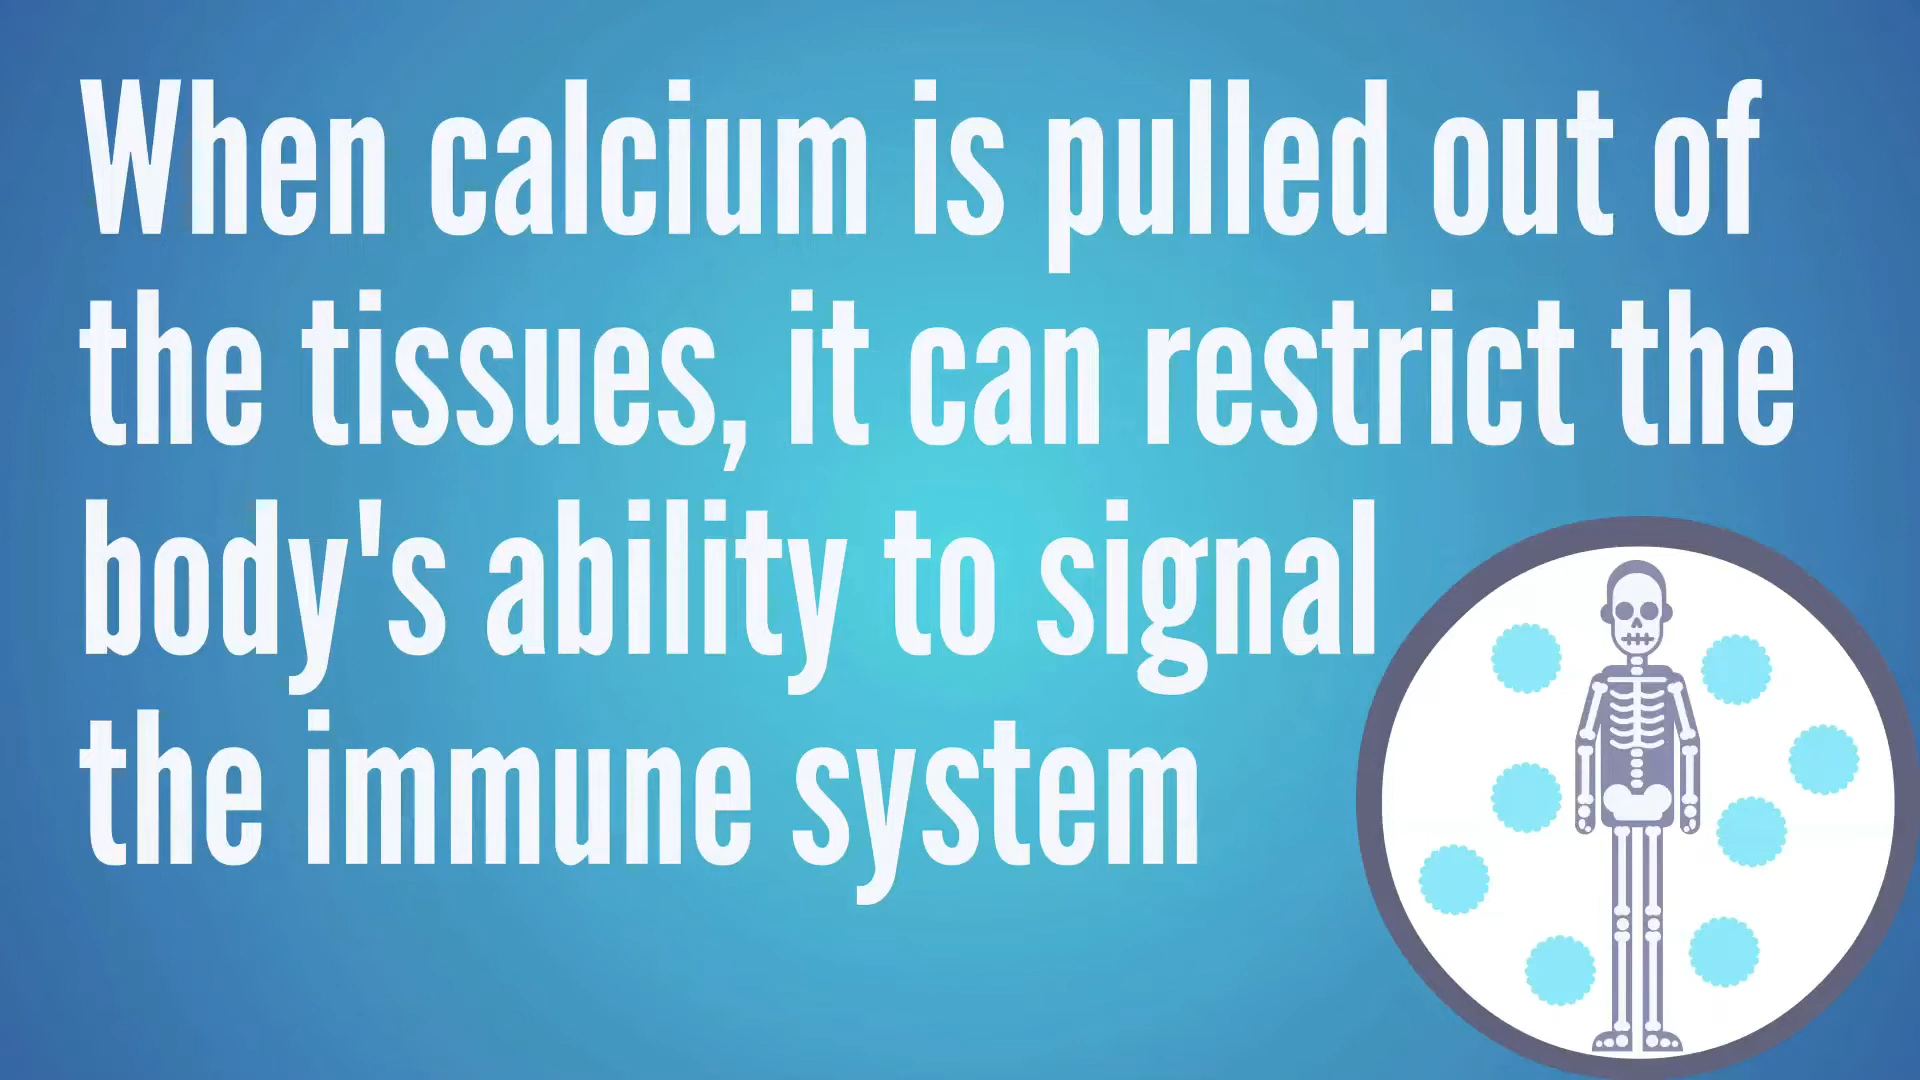 When calcium is pulled out of
the tissues, it can restrict the
body's ability to signal
the immune system